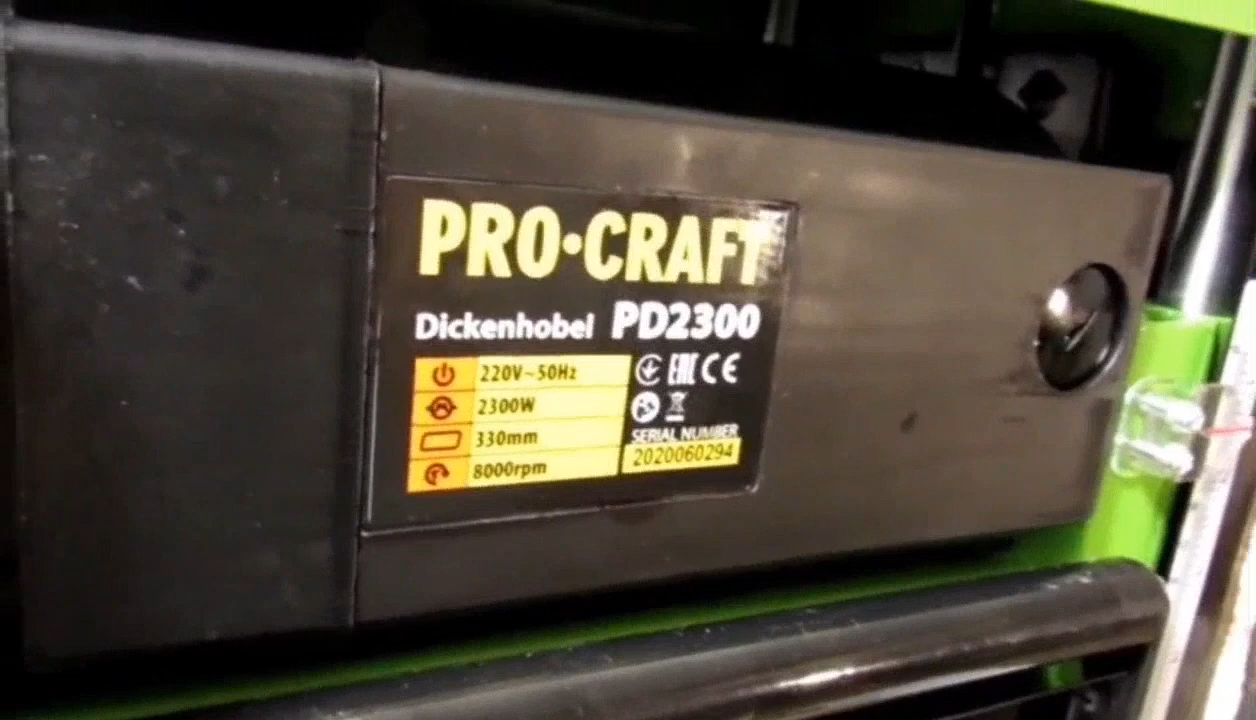 PRO·CRAFT
Dickenhobel PD2300
220V~50Hz
2300W
330mm
8000rpm
EAC CE
SERIAL NUMBER
2020060294